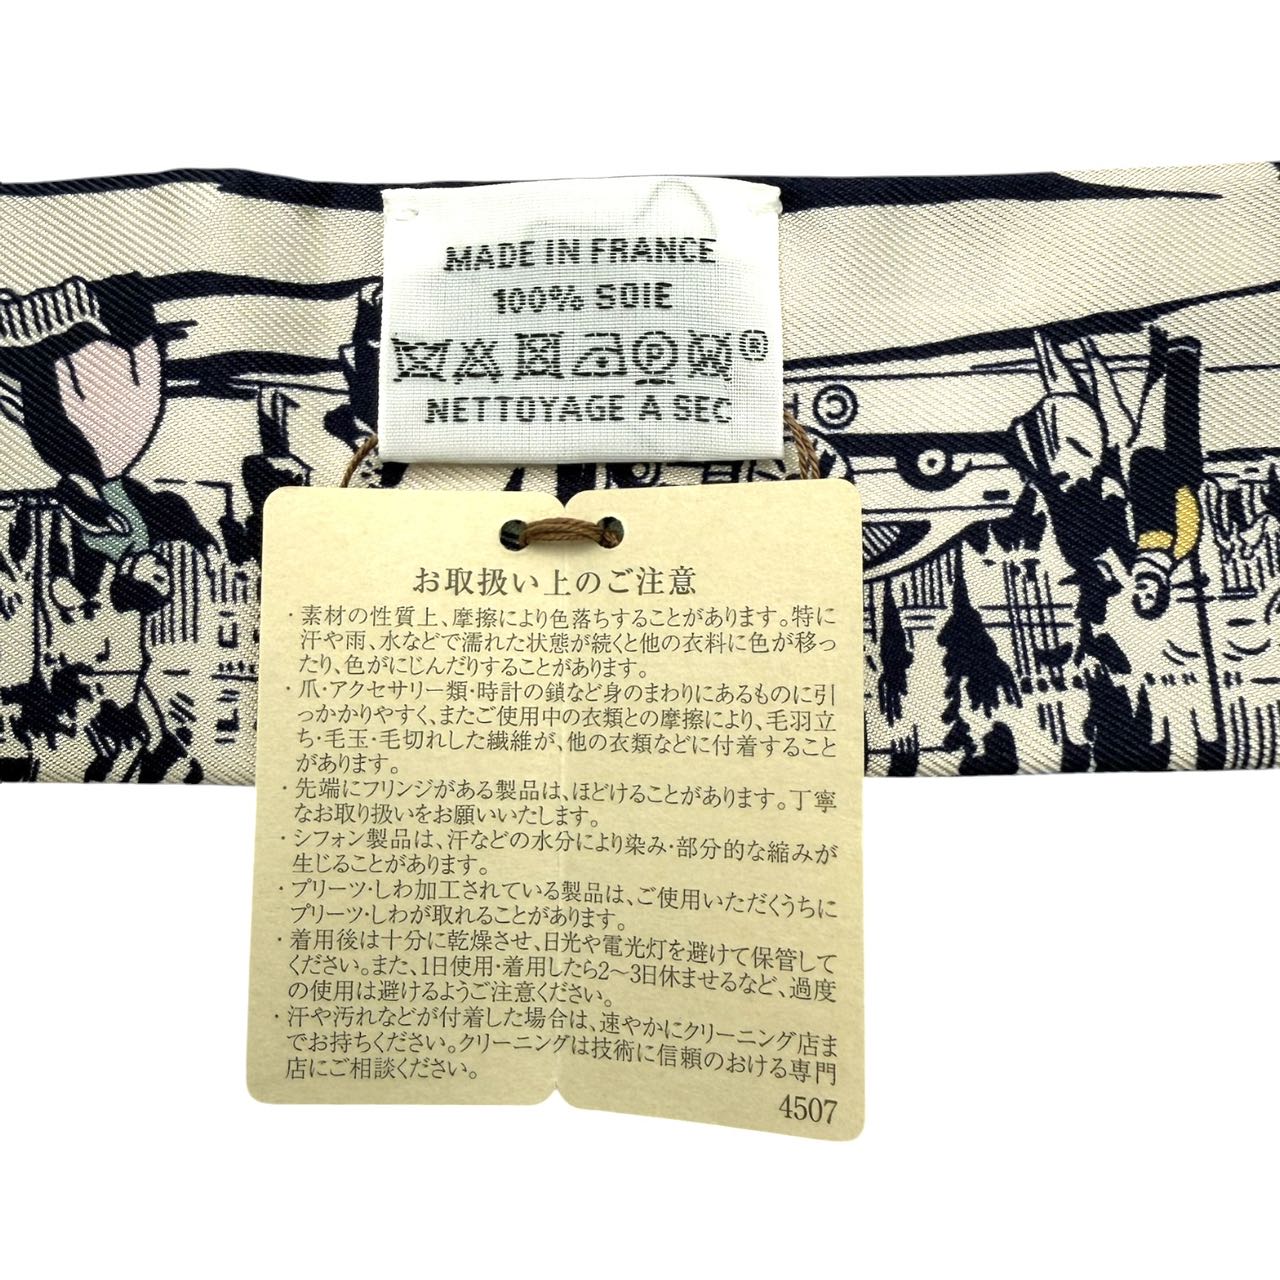 MADE IN FRANCE
100% SOIE
P
®
NETTOYAGE A SEC
©
お取扱い上のご注意
・素材の性質上、摩擦により色落ちすることがあります。特に
汗や雨、水などで濡れた状態が続くと他の衣料に色が移っ
たり、色がにじんだりすることがあります。
・爪・アクセサリー類・時計の鎖など身のまわりにあるものに引
っかかりやすく、またご使用中の衣類との摩擦により、毛羽立
ち・毛玉・毛切れした繊維が、他の衣類などに付着すること
があります。
・先端にフリンジがある製品は、ほどけることがあります。丁寧
なお取り扱いをお願いいたします。
・シフォン製品は、汗などの水分により染み・部分的な縮みが
生じることがあります。
・プリーツ・しわ加工されている製品は、ご使用いただくうちに
プリーツ・しわが取れることがあります。
・着用後は十分に乾燥させ、日光や電光灯を避けて保管して
ください。また、1日使用・着用したら2〜3日休ませるなど、過度
の使用は避けるようご注意ください。
・汗や汚れなどが付着した場合は、速やかにクリーニング店ま
でお持ちください。クリーニングは技術に信頼のおける専門
店にご相談ください。
4507